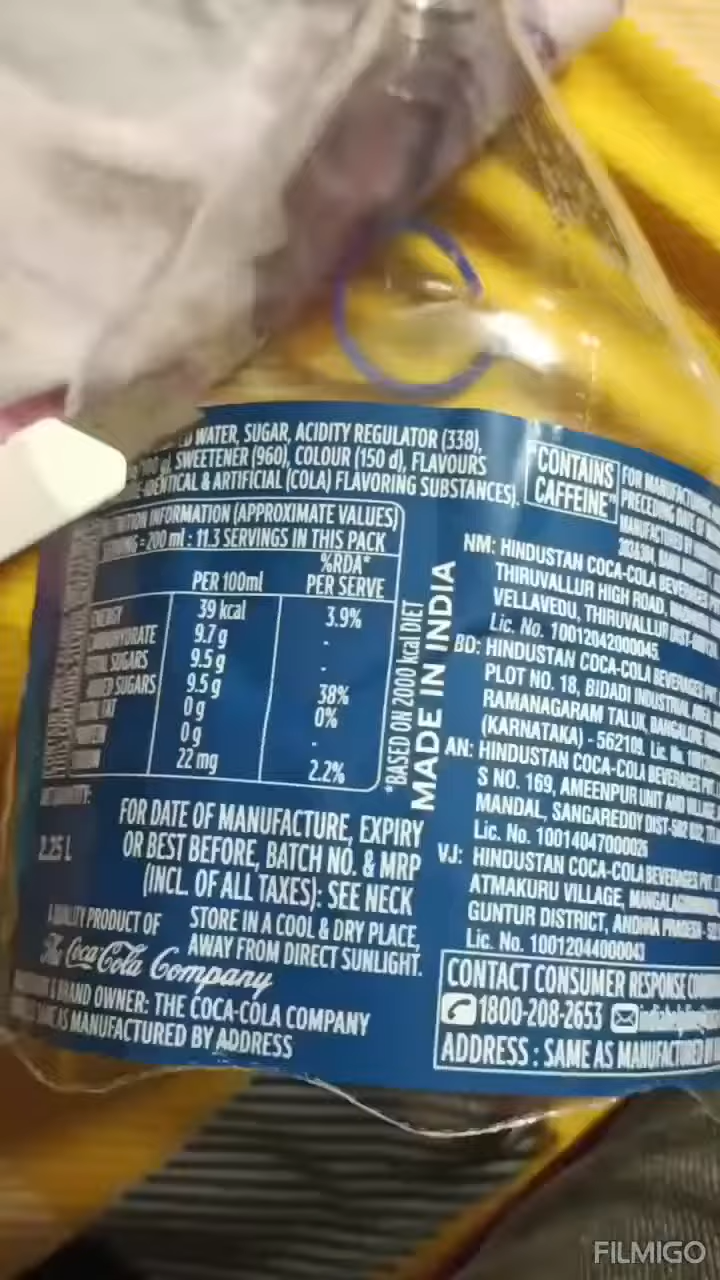 WATER, SUGAR, ACIDITY REGULATOR (338),
SWEETENER (960), COLOUR (150 d), FLAVOURS
IDENTICAL & ARTIFICIAL (COLA) FLAVORING SUBSTANCES).
INFORMATION (APPROXIMATE VALUES)
= 200 ml : 11.3 SERVINGS IN THIS PACK
PER 100ml %RDA* PER SERVE
39 kcal 3.9%
9.7 g -
SUGARS 9.5 g -
SUGARS 9.5 g 38%
FAT 0 g 0%
0 g -
22 mg 2.2%
*BASED ON 2000 kcal DIET
MADE IN INDIA
2.25 L
FOR DATE OF MANUFACTURE, EXPIRY
OR BEST BEFORE, BATCH NO. & MRP
(INCL. OF ALL TAXES): SEE NECK
STORE IN A COOL & DRY PLACE,
AWAY FROM DIRECT SUNLIGHT.
PRODUCT OF
The Coca-Cola Company
BRAND OWNER: THE COCA-COLA COMPANY
AS MANUFACTURED BY ADDRESS
"CONTAINS
CAFFEINE"
FOR MANUFACTURING
PRECEDING DATE OF
MANUFACTURED BY
NM: HINDUSTAN COCA-COLA BEVERAGES
THIRUVALLUR HIGH ROAD,
VELLAVEDU, THIRUVALLUR
Lic. No. 10012042000045.
BD: HINDUSTAN COCA-COLA BEVERAGES PVT.
PLOT NO. 18, BIDADI INDUSTRIAL
RAMANAGARAM TALUK, BANGALORE
(KARNATAKA) - 562109. Lic. No.
AN: HINDUSTAN COCA-COLA BEVERAGES
S NO. 169, AMEENPUR UNIT AND
MANDAL, SANGAREDDY DIST-502
Lic. No. 10014047000026
VJ: HINDUSTAN COCA-COLA BEVERAGES PVT.
ATMAKURU VILLAGE,
GUNTUR DISTRICT, ANDHRA PRADESH
Lic. No. 10012044000043
CONTACT CONSUMER RESPONSE
1800-208-2653
ADDRESS : SAME AS MANUFACTURED
FILMIGO